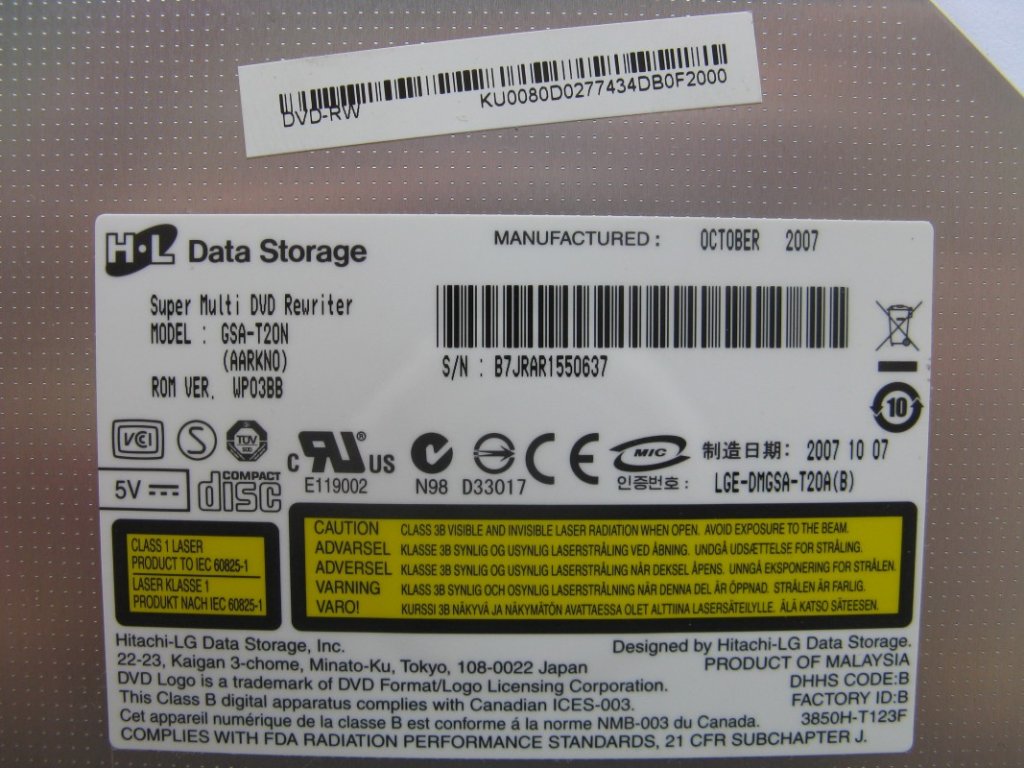 DVD-RW KU0080D0277434DB0F2000
H·L Data Storage
MANUFACTURED : OCTOBER 2007
Super Multi DVD Rewriter
MODEL : GSA-T20N
(AARKN0)
ROM VER. WP03BB
S/N : B7JRAR1550637
10
VCCI S TÜV c RU® US CE MIC
制造日期: 2007 10 07
E119002 N98 D33017 인증번호 : LGE-DMGSA-T20A(B)
5V COMPACT disc
CLASS 1 LASER
PRODUCT TO IEC 60825-1
LASER KLASSE 1
PRODUKT NACH IEC 60825-1
CAUTION CLASS 3B VISIBLE AND INVISIBLE LASER RADIATION WHEN OPEN. AVOID EXPOSURE TO THE BEAM.
ADVARSEL KLASSE 3B SYNLIG OG USYNLIG LASERSTRÅLING VED ÅBNING. UNDGÅ UDSÆTTELSE FOR STRÅLING.
ADVERSEL KLASSE 3B SYNLIG OG USYNLIG LASERSTRÅLING NÅR DEKSEL ÅPENS. UNNGÅ EKSPONERING FOR STRÅLEN.
VARNING KLASS 3B SYNLIG OCH OSYNLIG LASERSTRÅLNING NÄR DENNA DEL ÄR ÖPPNAD. STRÅLEN ÄR FARLIG.
VARO! KURSSI 3B NÄKYVÄ JA NÄKYMÄTÖN AVATTAESSA OLET ALTTIINA LASERSÄTEILYLLE. ÄLÄ KATSO SÄTEESEN.
Hitachi-LG Data Storage, Inc.
22-23, Kaigan 3-chome, Minato-Ku, Tokyo, 108-0022 Japan
DVD Logo is a trademark of DVD Format/Logo Licensing Corporation.
This Class B digital apparatus complies with Canadian ICES-003.
Cet appareil numérique de la classe B est conforme á la norme NMB-003 du Canada.
COMPLIES WITH FDA RADIATION PERFORMANCE STANDARDS, 21 CFR SUBCHAPTER J.
Designed by Hitachi-LG Data Storage.
PRODUCT OF MALAYSIA
DHHS CODE:B
FACTORY ID:B
3850H-T123F